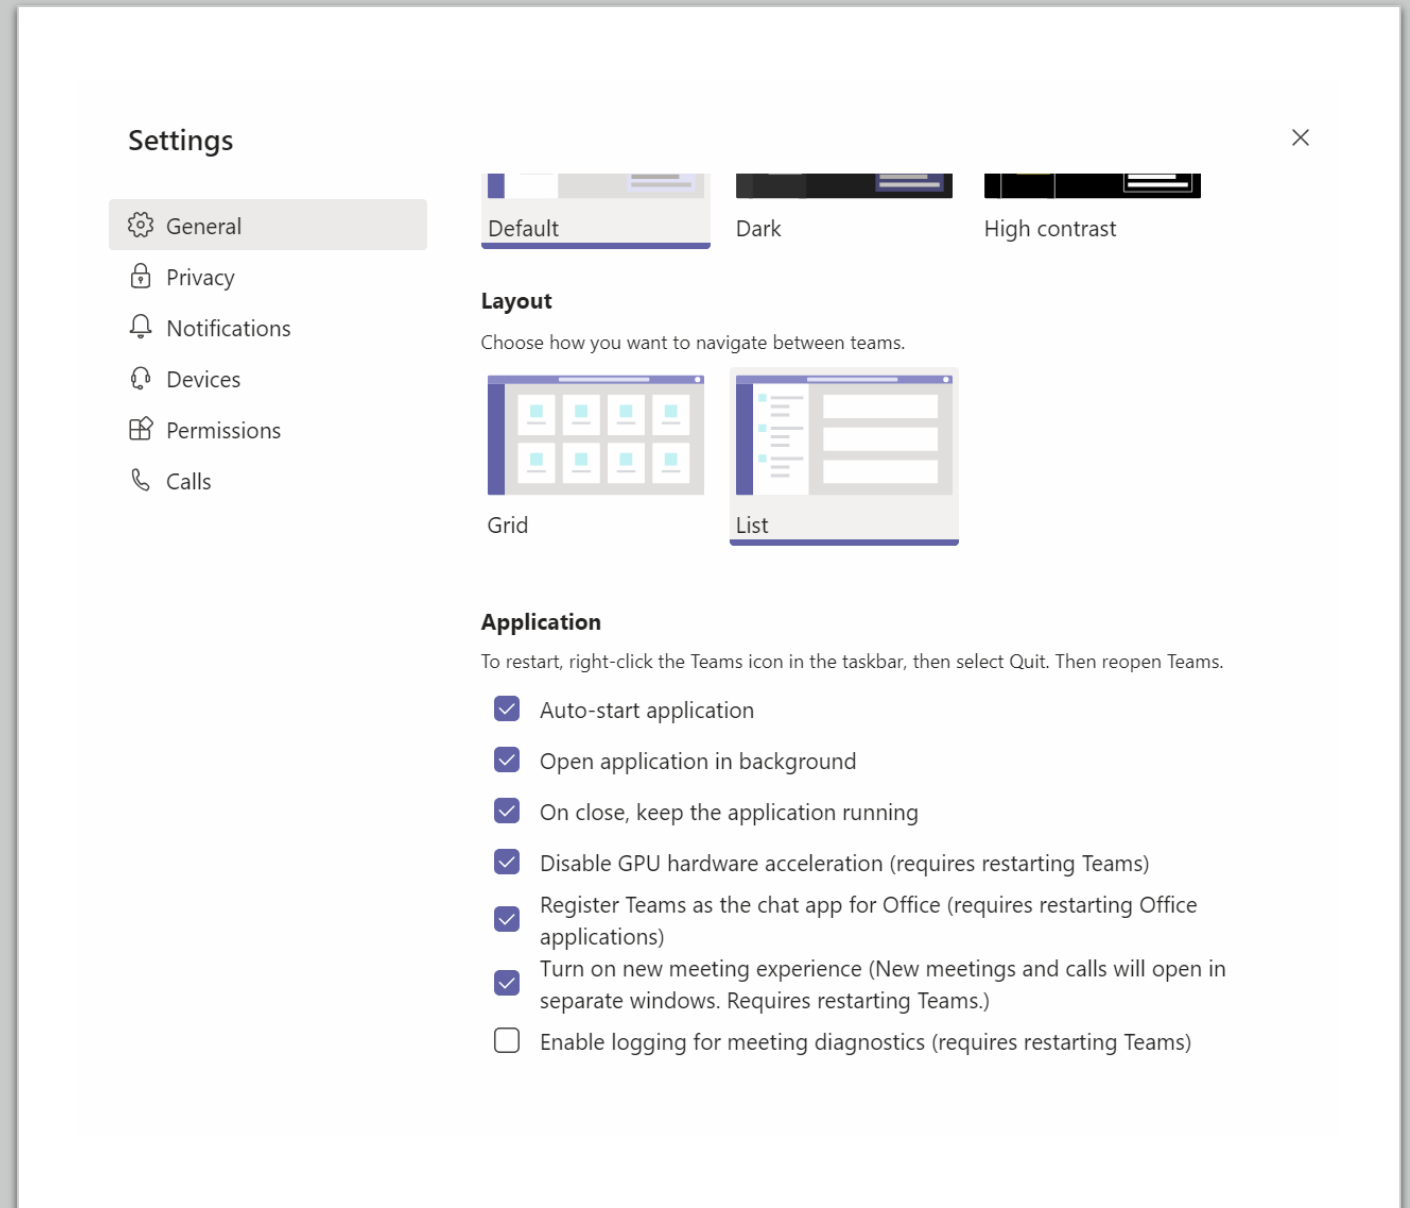 Settings
General
Privacy
Notifications
Devices
Permissions
Calls
Default
Dark
High contrast
Layout
Choose how you want to navigate between teams.
Grid
List
Application
To restart, right-click the Teams icon in the taskbar, then select Quit. Then reopen Teams.
Auto-start application
Open application in background
On close, keep the application running
Disable GPU hardware acceleration (requires restarting Teams)
Register Teams as the chat app for Office (requires restarting Office
applications)
Turn on new meeting experience (New meetings and calls will open in
separate windows. Requires restarting Teams.)
Enable logging for meeting diagnostics (requires restarting Teams)